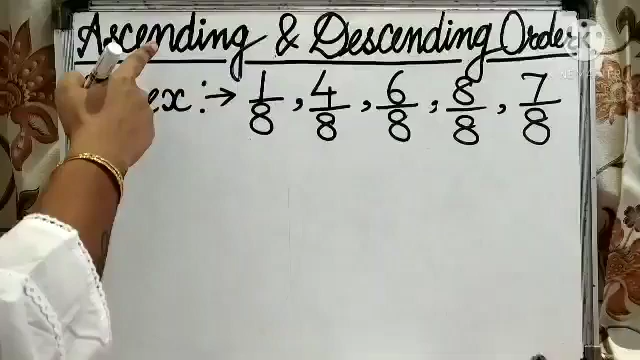 Ascending & Descending Order
ex :→ 1/8, 4/8, 6/8, 8/8, 7/8